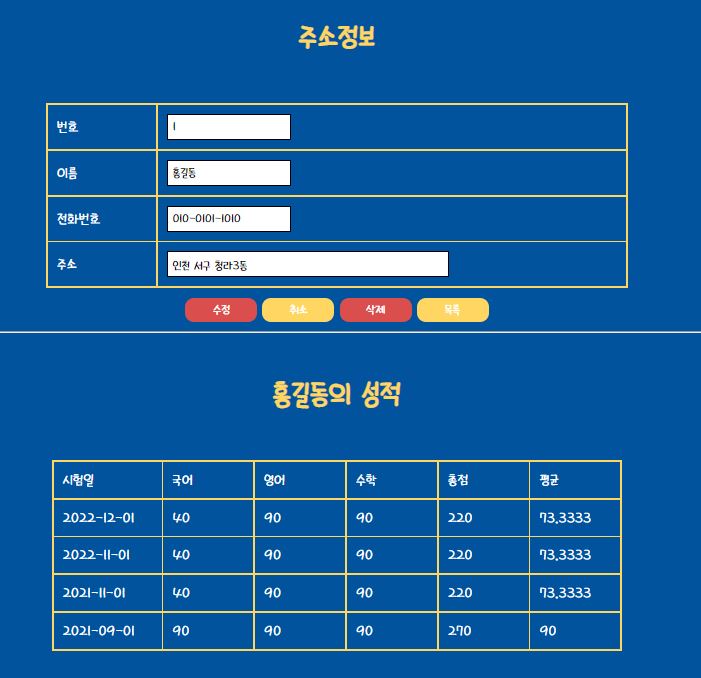 주소정보
번호 1
이름 홍길동
전화번호 010-0101-1010
주소 인천 서구 청라3동
수정 취소 삭제 목록
홍길동의 성적
시험일 국어 영어 수학 총점 평균
2022-12-01 40 90 90 220 73.3333
2022-11-01 40 90 90 220 73.3333
2021-11-01 40 90 90 220 73.3333
2021-09-01 90 90 90 270 90